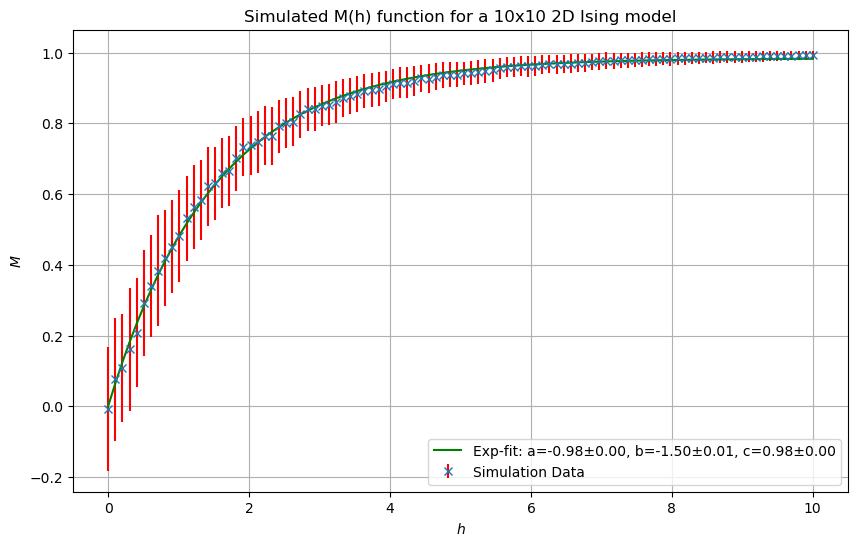 Simulated M(h) function for a 10x10 2D Ising model
1.0
0.8
0.6
0.4
0.2
0.0
−0.2
M
0
2
4
6
8
10
h
Exp-fit: a=-0.98±0.00, b=-1.50±0.01, c=0.98±0.00
Simulation Data